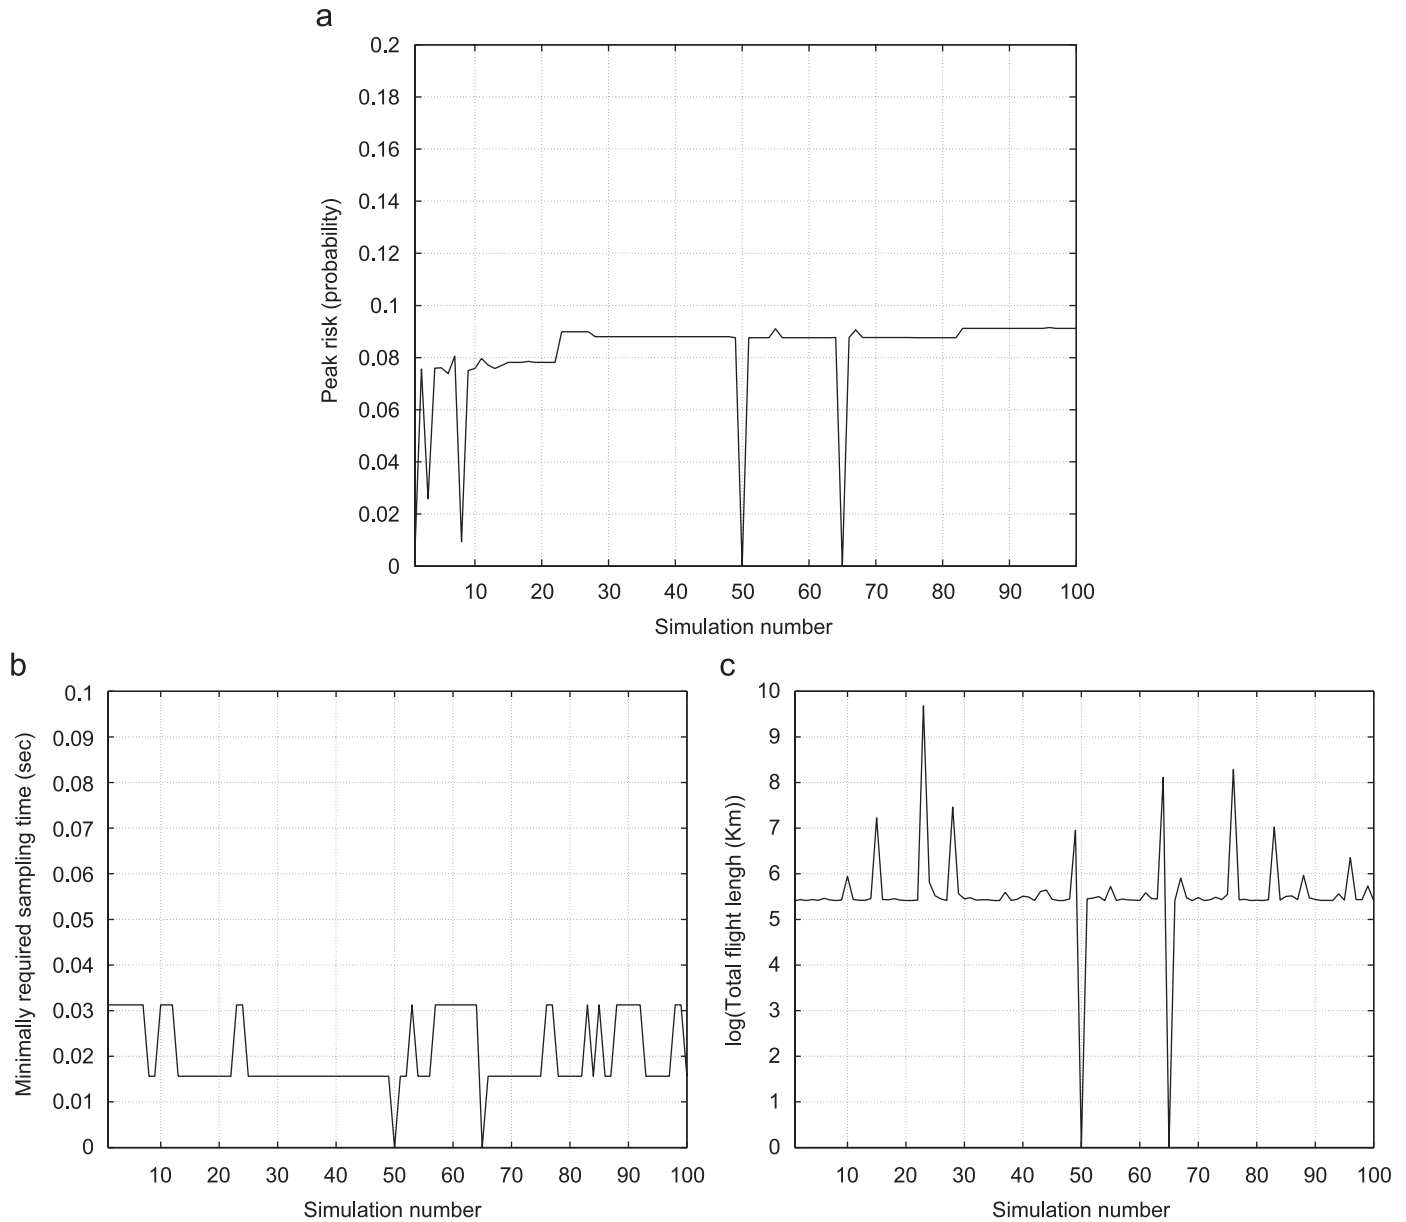 a
0.2
0.18
0.16
0.14
0.12
0.1
0.08
0.06
0.04
0.02
0
Peak risk (probability)
10 20 30 40 50 60 70 80 90 100
Simulation number
b
0.1
0.09
0.08
0.07
0.06
0.05
0.04
0.03
0.02
0.01
0
Minimally required sampling time (sec)
10 20 30 40 50 60 70 80 90 100
Simulation number
c
10
9
8
7
6
5
4
3
2
1
0
log(Total flight lengh (Km))
10 20 30 40 50 60 70 80 90 100
Simulation number